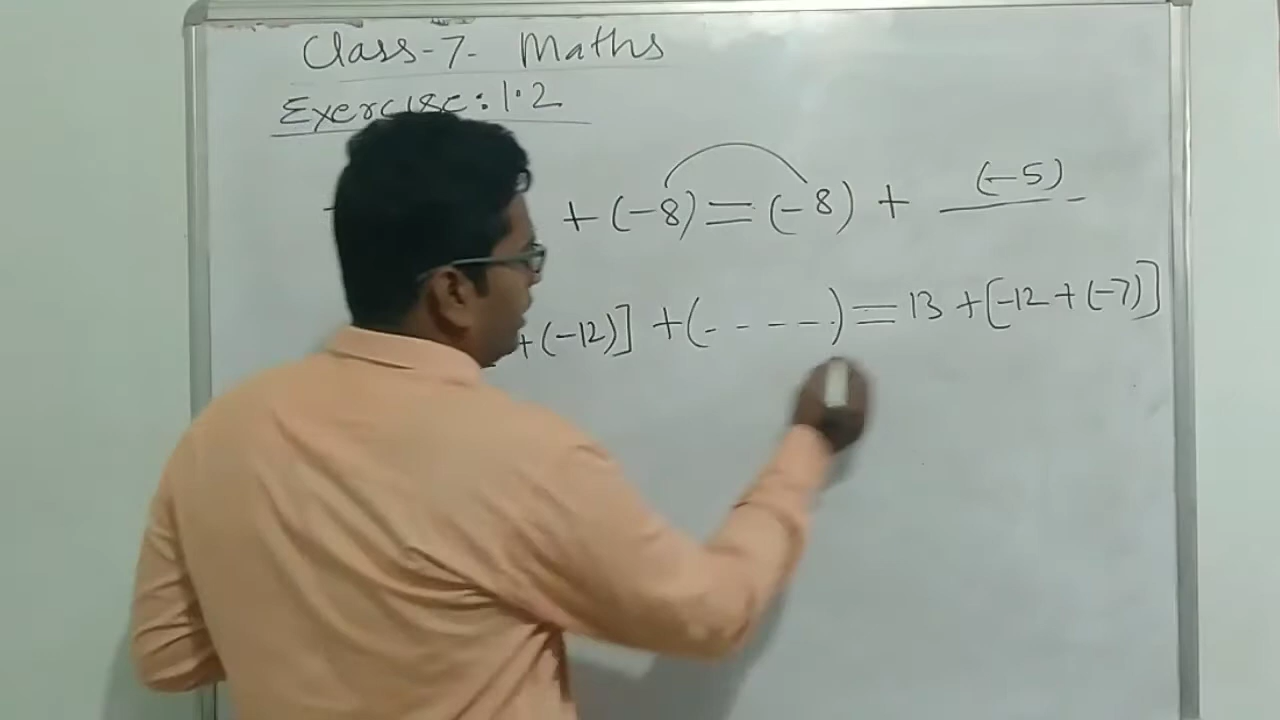 Class-7- Maths
Exercise: 1.2
+ (-8) = (-8) + (-5)
+ (-12)] + (- - - - -) = 13 + [-12 + (-7)]